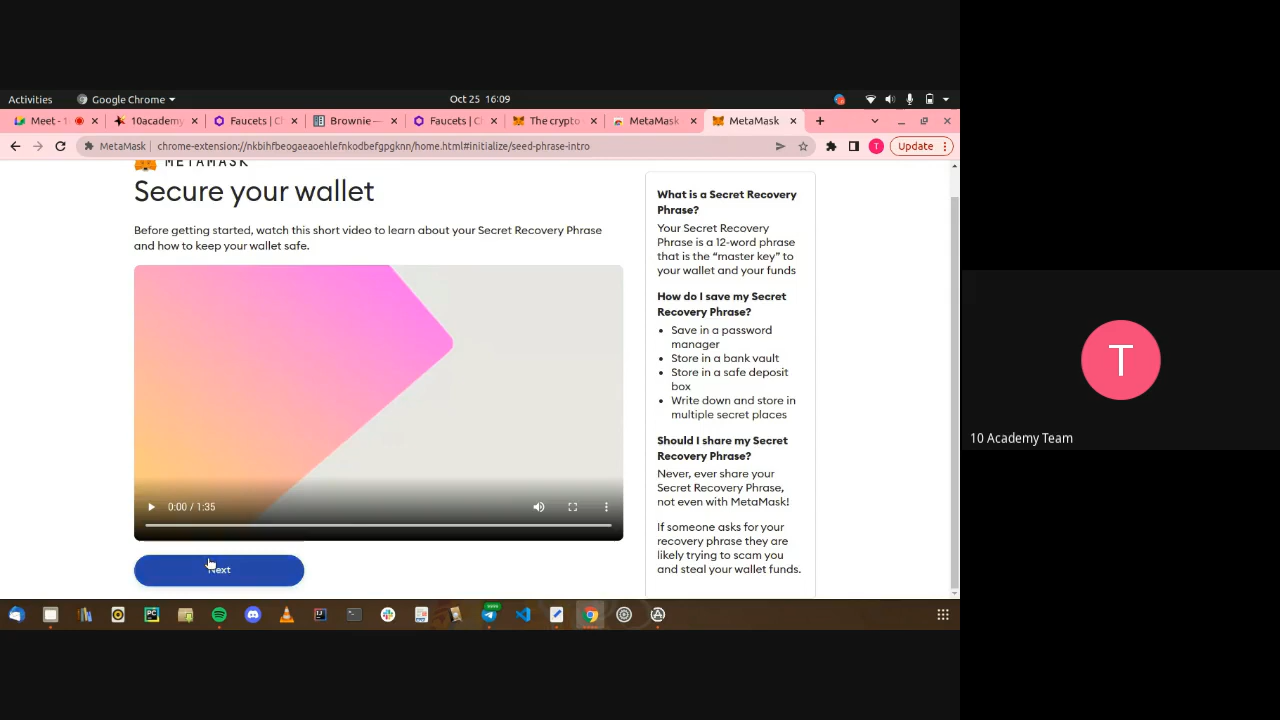 Activities
Google Chrome
Oct 25 16:09
Meet - 1
10academy
Faucets | Ch
Brownie —
Faucets | Ch
The crypto
MetaMask
MetaMask
Update
MetaMask
chrome-extension://nkbihfbeogaeaoehlefnkodbefgpgknn/home.html#initialize/seed-phrase-intro
T
METAMASK
Secure your wallet
Before getting started, watch this short video to learn about your Secret Recovery Phrase
and how to keep your wallet safe.
0:00 / 1:35
Next
What is a Secret Recovery
Phrase?
Your Secret Recovery
Phrase is a 12-word phrase
that is the “master key” to
your wallet and your funds
How do I save my Secret
Recovery Phrase?
• Save in a password
manager
• Store in a bank vault
• Store in a safe deposit
box
• Write down and store in
multiple secret places
Should I share my Secret
Recovery Phrase?
Never, ever share your
Secret Recovery Phrase,
not even with MetaMask!
If someone asks for your
recovery phrase they are
likely trying to scam you
and steal your wallet funds.
T
10 Academy Team